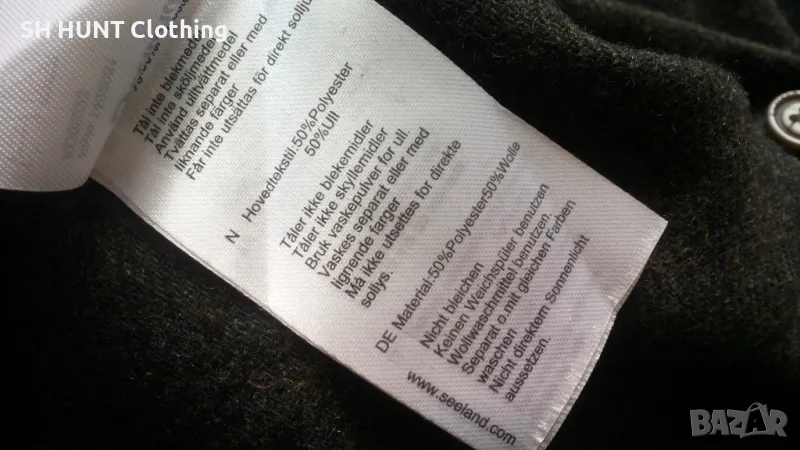 SH HUNT Clothing
Tål inte blekmedel
Tål inte sköljmedel
Använd ulltvättmedel
Tvättas separat eller med
liknande färger
Får inte utsättas för direkt
N Hovedtekstil:50%Polyester
50%Ull
Tåler ikke blekemidler
Tåler ikke skyllemidler
Bruk vaskepulver for ull.
Vaskes separat eller med
lignende farger
Må ikke utsettes for direkte
sollys.
DE Material:50%Polyester50%Wolle
Nicht bleichen
Keinen Weichspüler benutzen
Wollwaschmittel benutzen.
Separat o.mit gleichen Farben
waschen
Nicht direktem Sonnenlicht
aussetzen.
www.seeland.com
BAZAR